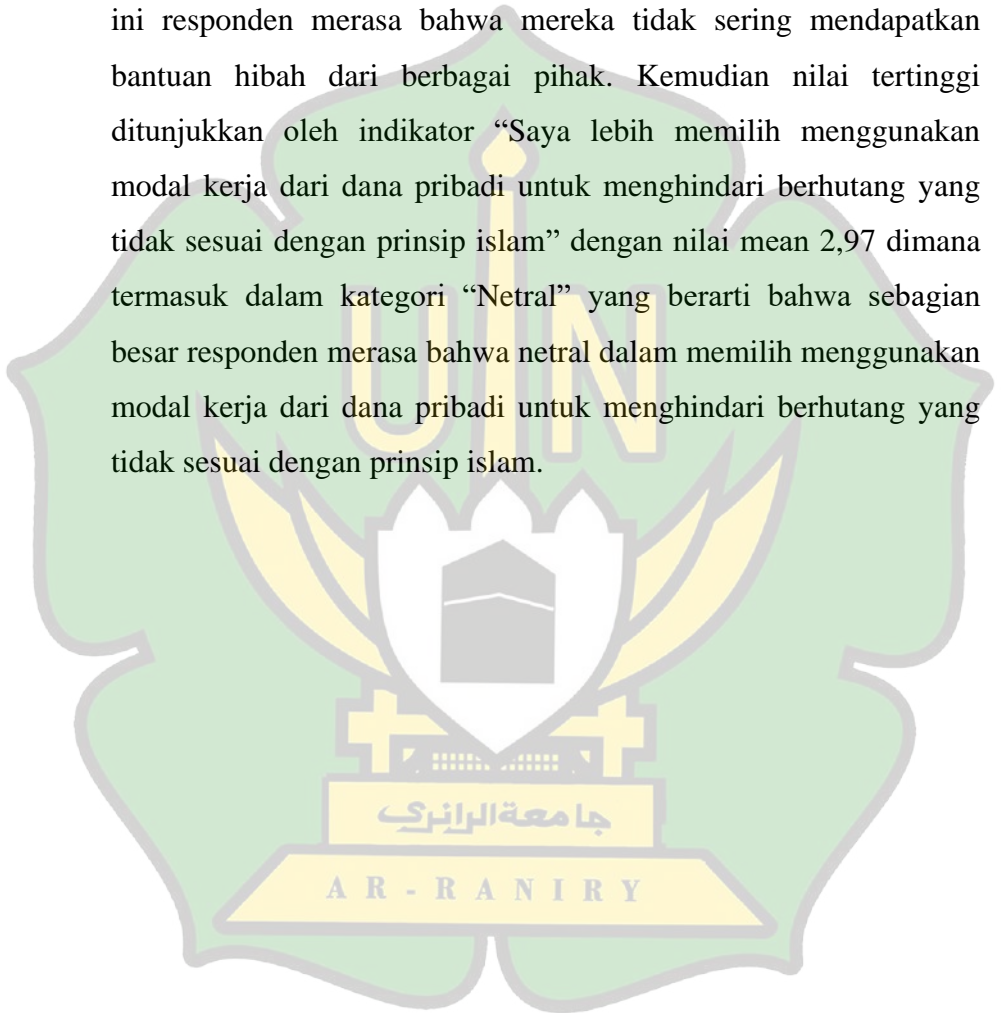 ini responden merasa bahwa mereka tidak sering mendapatkan
bantuan hibah dari berbagai pihak. Kemudian nilai tertinggi
ditunjukkan oleh indikator “Saya lebih memilih menggunakan
modal kerja dari dana pribadi untuk menghindari berhutang yang
tidak sesuai dengan prinsip islam” dengan nilai mean 2,97 dimana
termasuk dalam kategori “Netral” yang berarti bahwa sebagian
besar responden merasa bahwa netral dalam memilih menggunakan
modal kerja dari dana pribadi untuk menghindari berhutang yang
tidak sesuai dengan prinsip islam.
UIN
جامعةالرانري
AR-RANIRY